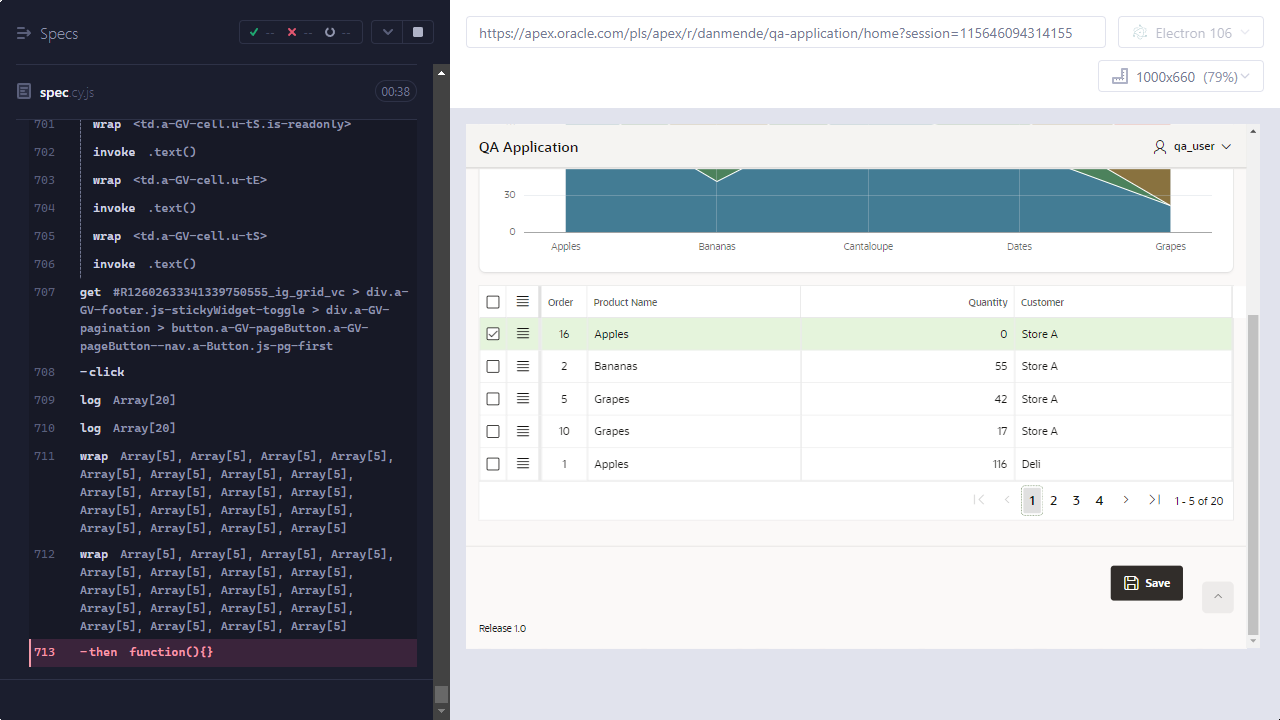 Specs
-- -- --
spec.cy.js
00:38
701 wrap <td.a-GV-cell.u-tS.is-readonly>
702 invoke .text()
703 wrap <td.a-GV-cell.u-tE>
704 invoke .text()
705 wrap <td.a-GV-cell.u-tS>
706 invoke .text()
707 get #R12602633341339750555_ig_grid_vc > div.a-
GV-footer.js-stickyWidget-toggle > div.a-GV-
pagination > button.a-GV-pageButton.a-GV-
pageButton--nav.a-Button.js-pg-first
708 -click
709 log Array[20]
710 log Array[20]
711 wrap Array[5], Array[5], Array[5], Array[5],
Array[5], Array[5], Array[5], Array[5],
Array[5], Array[5], Array[5], Array[5],
Array[5], Array[5], Array[5], Array[5],
Array[5], Array[5], Array[5], Array[5]
712 wrap Array[5], Array[5], Array[5], Array[5],
Array[5], Array[5], Array[5], Array[5],
Array[5], Array[5], Array[5], Array[5],
Array[5], Array[5], Array[5], Array[5],
Array[5], Array[5], Array[5], Array[5]
713 -then function(){}
https://apex.oracle.com/pls/apex/r/danmende/qa-application/home?session=115646094314155
Electron 106
1000x660 (79%)
QA Application
qa_user
30
0
Apples Bananas Cantaloupe Dates Grapes
Order Product Name Quantity Customer
16 Apples 0 Store A
2 Bananas 55 Store A
5 Grapes 42 Store A
10 Grapes 17 Store A
1 Apples 116 Deli
1 2 3 4 1 - 5 of 20
Save
Release 1.0